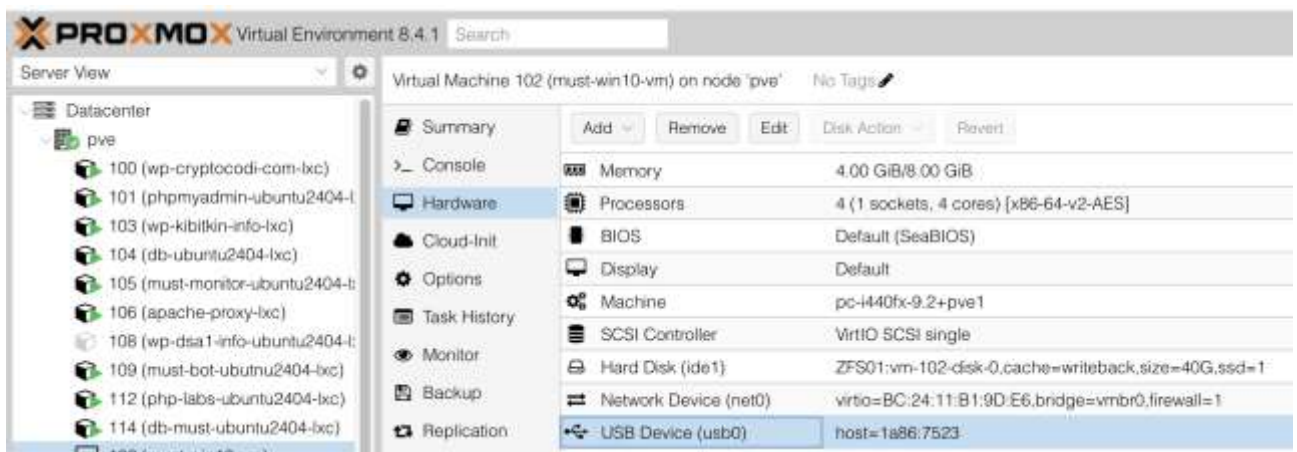 PROXMOX Virtual Environment 8.4.1 Search
Server View
Virtual Machine 102 (must-win10-vm) on node 'pve' No Tags
Datacenter
pve
100 (wp-cryptocodi-com-lxc)
101 (phpmyadmin-ubuntu2404-l
103 (wp-kibitkin-info-lxc)
104 (db-ubuntu2404-lxc)
105 (must-monitor-ubuntu2404-l
106 (apache-proxy-lxc)
108 (wp-dsa1-info-ubuntu2404-l
109 (must-bot-ubutnu2404-lxc)
112 (php-labs-ubuntu2404-lxc)
114 (db-must-ubuntu2404-lxc)
Summary
Console
Hardware
Cloud-Init
Options
Task History
Monitor
Backup
Replication
Add Remove Edit Disk Action Revert
Memory 4.00 GiB/8.00 GiB
Processors 4 (1 sockets, 4 cores) [x86-64-v2-AES]
BIOS Default (SeaBIOS)
Display Default
Machine pc-i440fx-9.2+pve1
SCSI Controller VirtIO SCSI single
Hard Disk (ide1) ZFS01:vm-102-disk-0,cache=writeback,size=40G,ssd=1
Network Device (net0) virtio=BC:24:11:B1:9D:E6,bridge=vmbr0,firewall=1
USB Device (usb0) host=1a86:7523